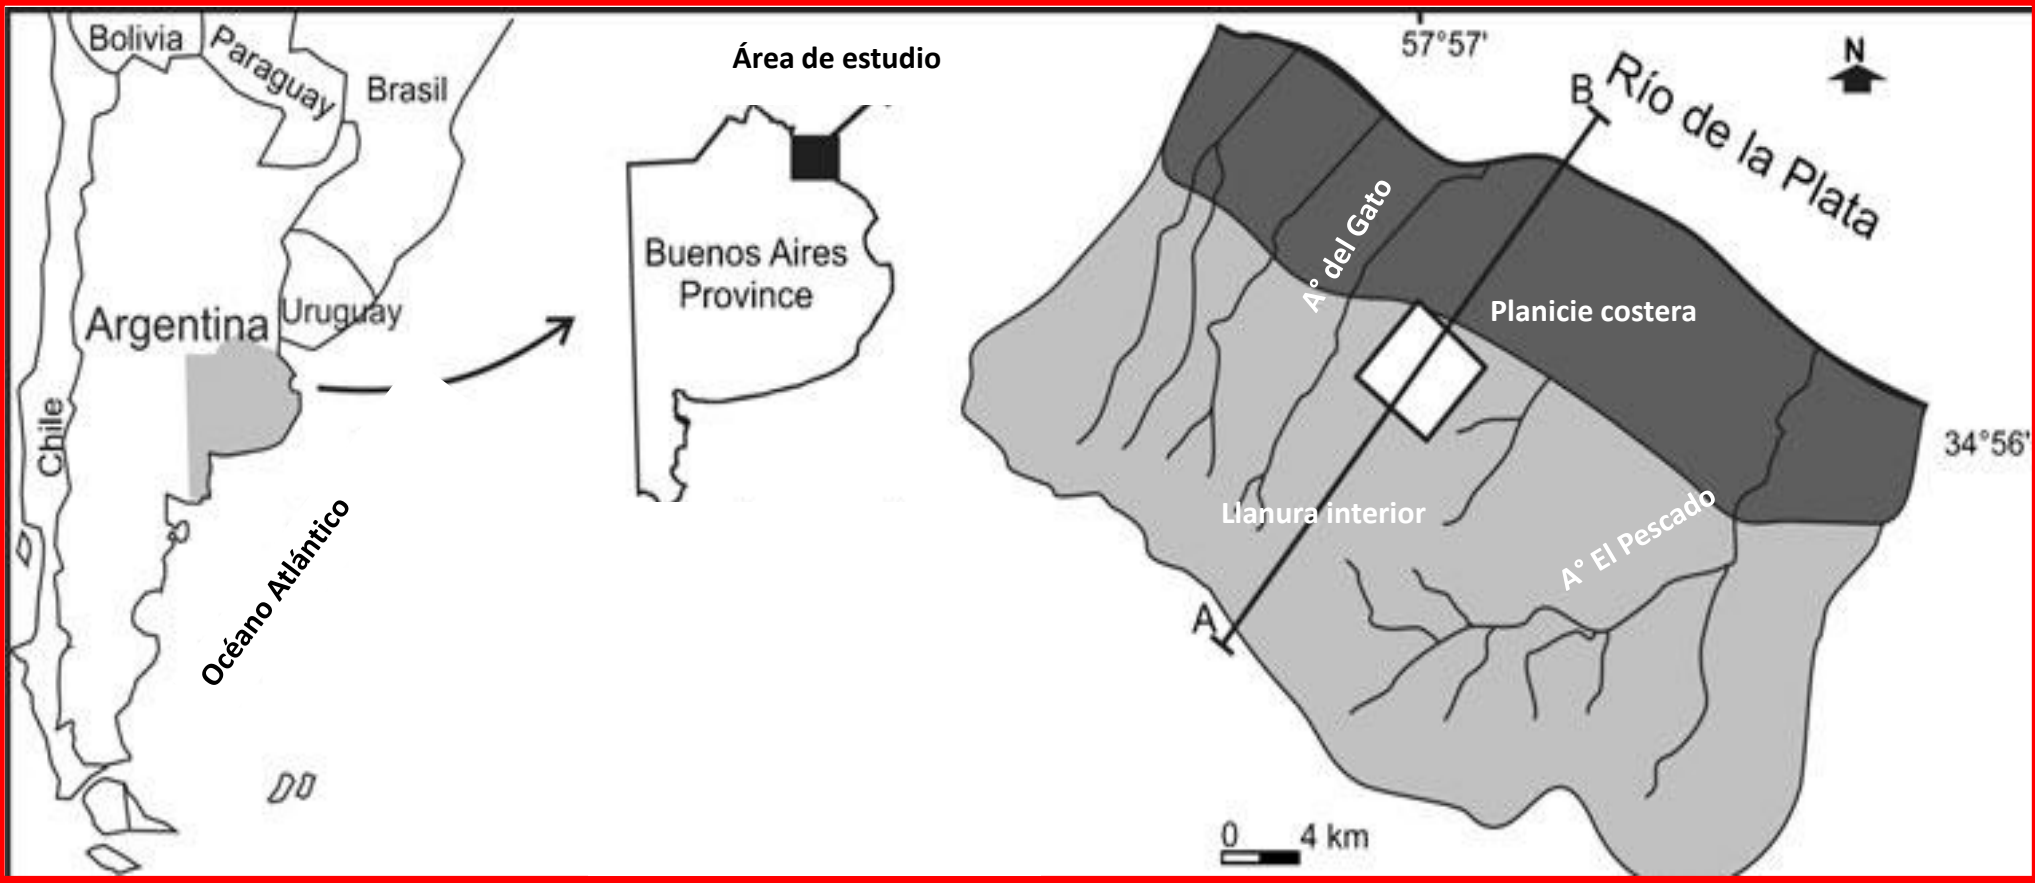 Bolivia
Paraguay
Brasil
Argentina
Uruguay
Chile
Océano Atlántico
Área de estudio
Buenos Aires
Province
57°57'
N
B
Río de la Plata
A° del Gato
Planicie costera
34°56'
Llanura interior
A° El Pescado
A
0 4 km